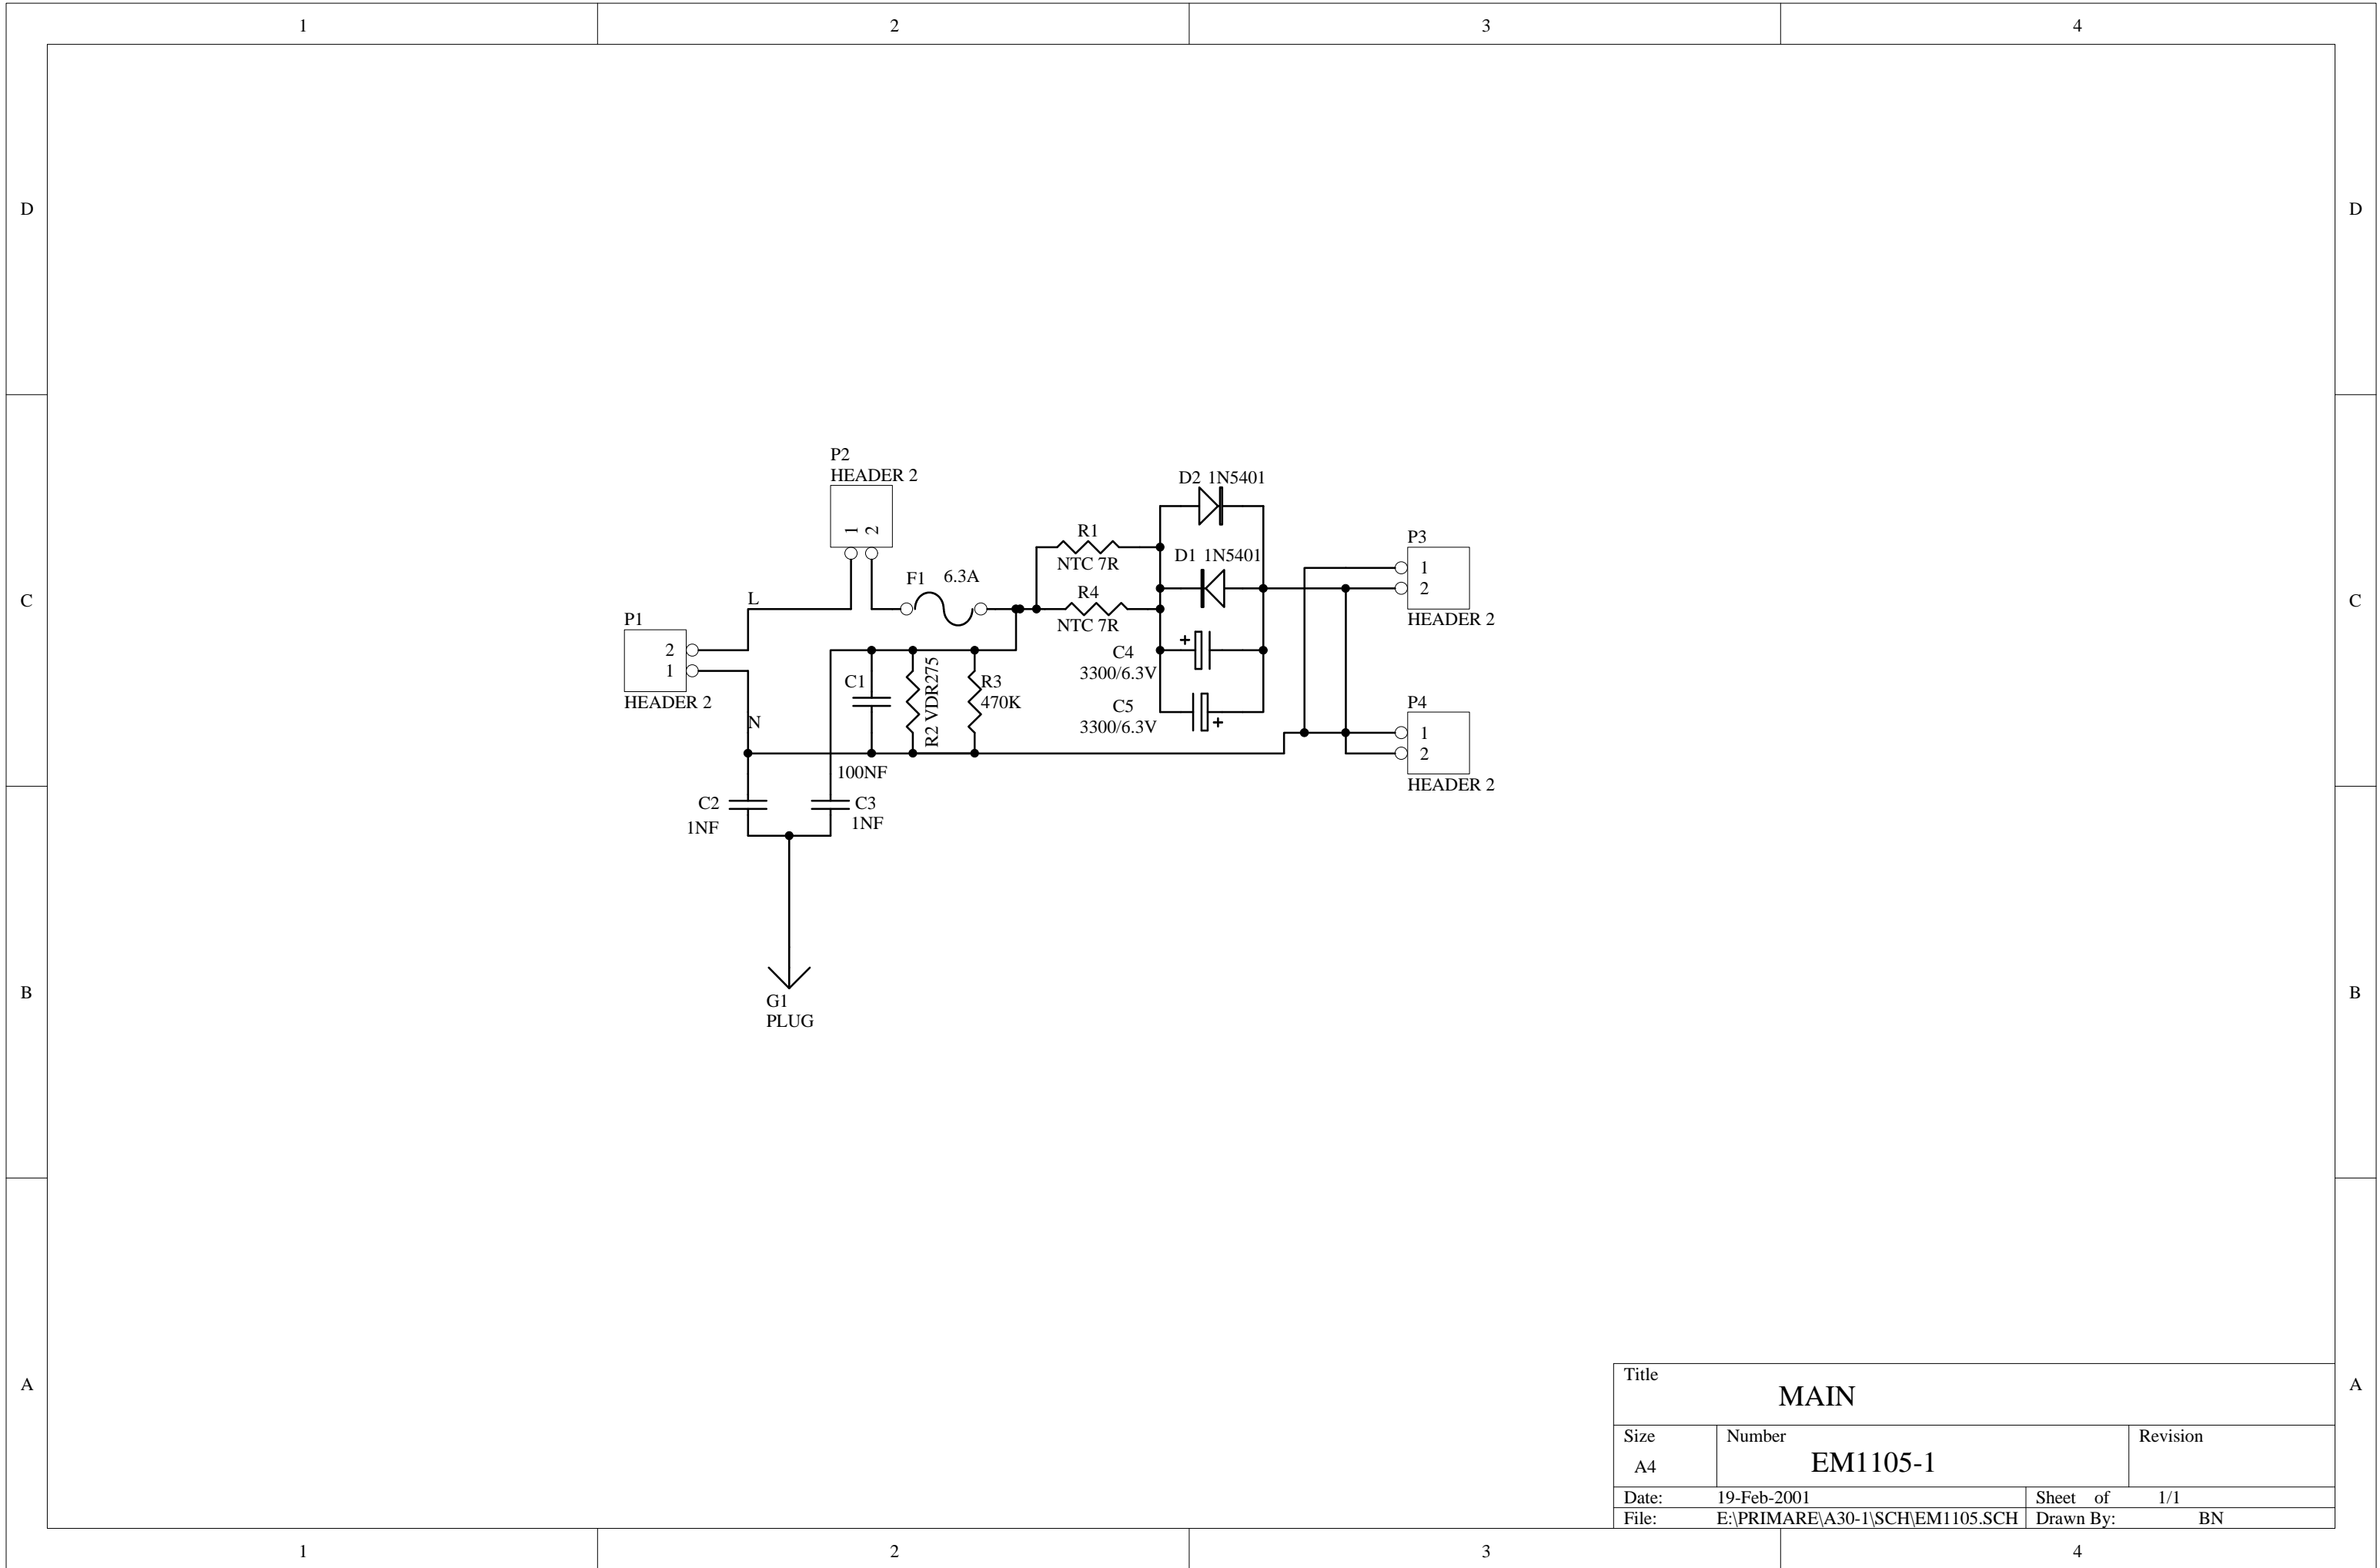 1 2 3 4
D D
P2
HEADER 2
1 2
D2 1N5401
R1
NTC 7R
D1 1N5401
P3
1
2
HEADER 2
F1 6.3A
R4
NTC 7R
C C
L
P1
2
1
HEADER 2
+
C4
3300/6.3V
C1
R2 VDR275
R3
470K
C5
3300/6.3V
+
P4
1
2
HEADER 2
N
100NF
C2
1NF
C3
1NF
B B
G1
PLUG
A A
Title
MAIN
Size
A4
Number
EM1105-1
Revision
Date: 19-Feb-2001 Sheet of 1/1
File: E:\PRIMARE\A30-1\SCH\EM1105.SCH Drawn By: BN
1 2 3 4